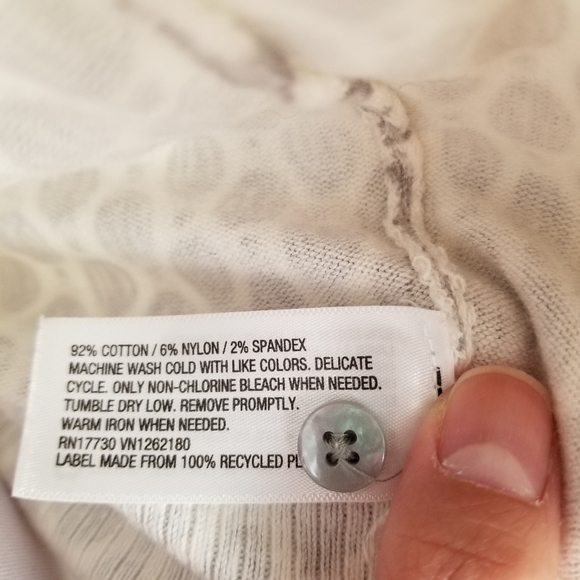 92% COTTON / 6% NYLON / 2% SPANDEX
MACHINE WASH COLD WITH LIKE COLORS. DELICATE
CYCLE. ONLY NON-CHLORINE BLEACH WHEN NEEDED.
TUMBLE DRY LOW. REMOVE PROMPTLY.
WARM IRON WHEN NEEDED.
RN17730 VN1262180
LABEL MADE FROM 100% RECYCLED